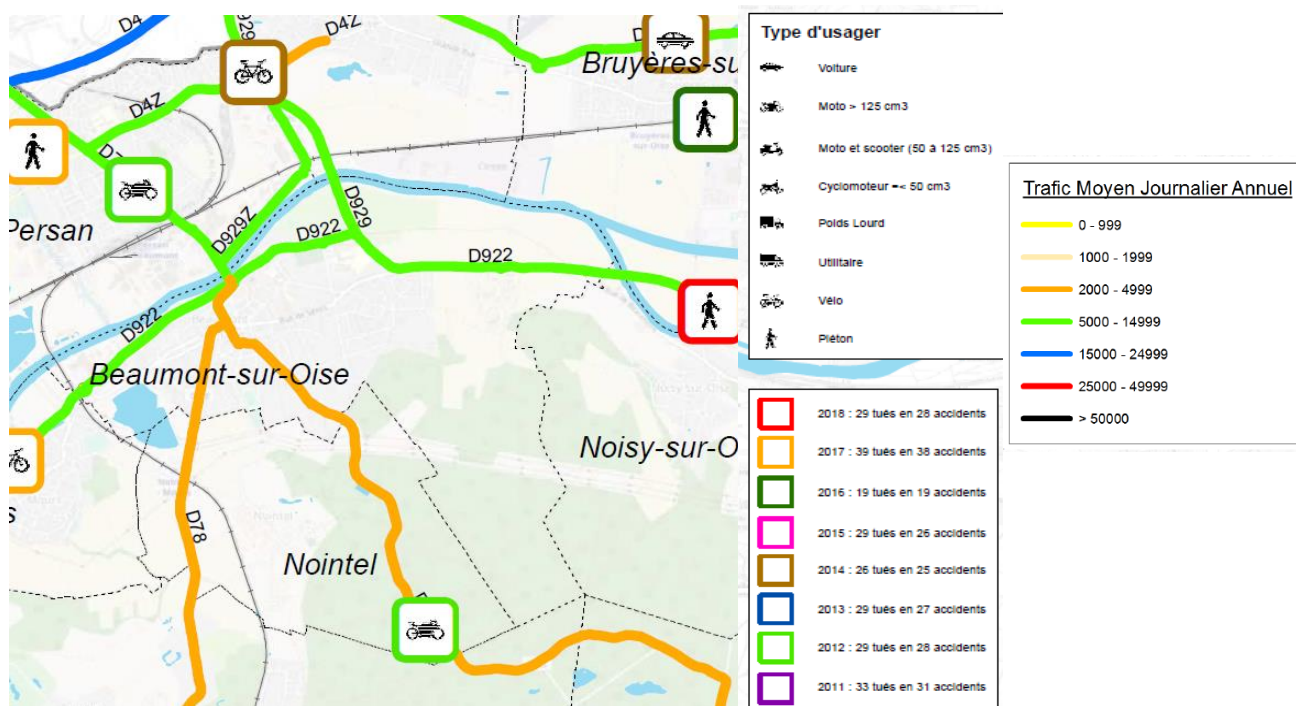 D4
929
D4Z
D
Bruyères-su
D4Z
D
Persan
D929Z
D922
D929
D922
D922
Beaumont-sur-Oise
Noisy-sur-O
s
D78
Nointel
Type d'usager
Voiture
Moto > 125 cm3
Moto et scooter (50 à 125 cm3)
Cyclomoteur =< 50 cm3
Poids Lourd
Utilitaire
Vélo
Piéton
2018 : 29 tués en 28 accidents
2017 : 39 tués en 38 accidents
2016 : 19 tués en 19 accidents
2015 : 29 tués en 26 accidents
2014 : 26 tués en 25 accidents
2013 : 29 tués en 27 accidents
2012 : 29 tués en 28 accidents
2011 : 33 tués en 31 accidents
Trafic Moyen Journalier Annuel
0 - 999
1000 - 1999
2000 - 4999
5000 - 14999
15000 - 24999
25000 - 49999
> 50000